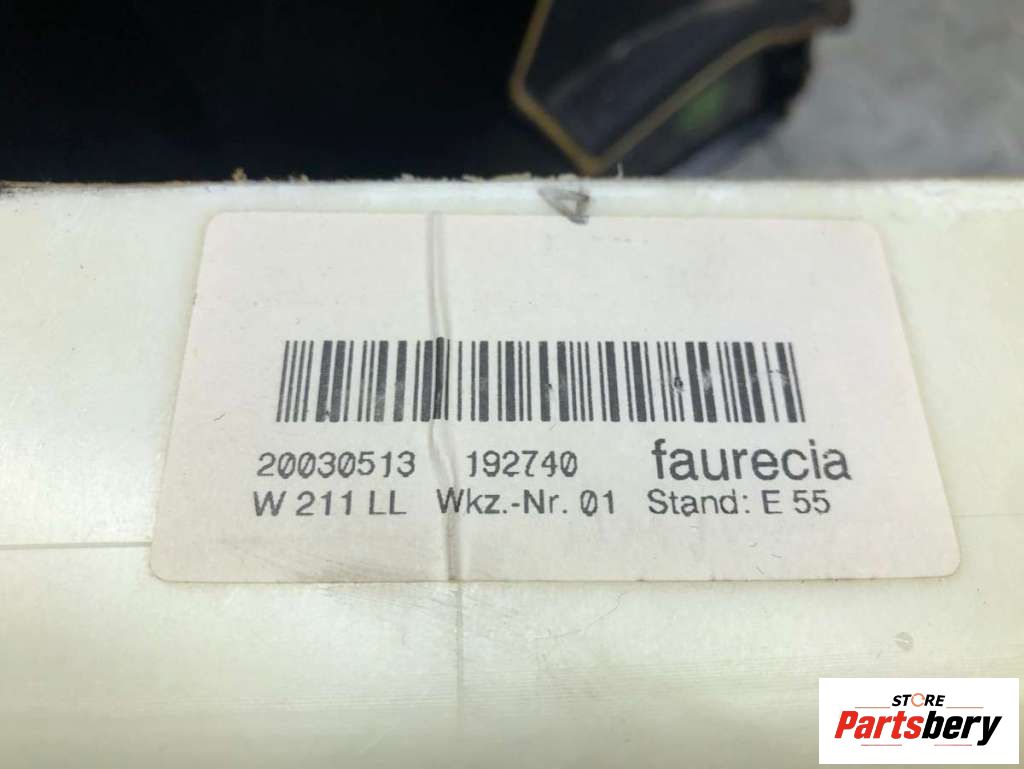 20030513 192740 faurecia
W 211 LL Wkz.-Nr. 01 Stand: E 55
STORE
Partsbery